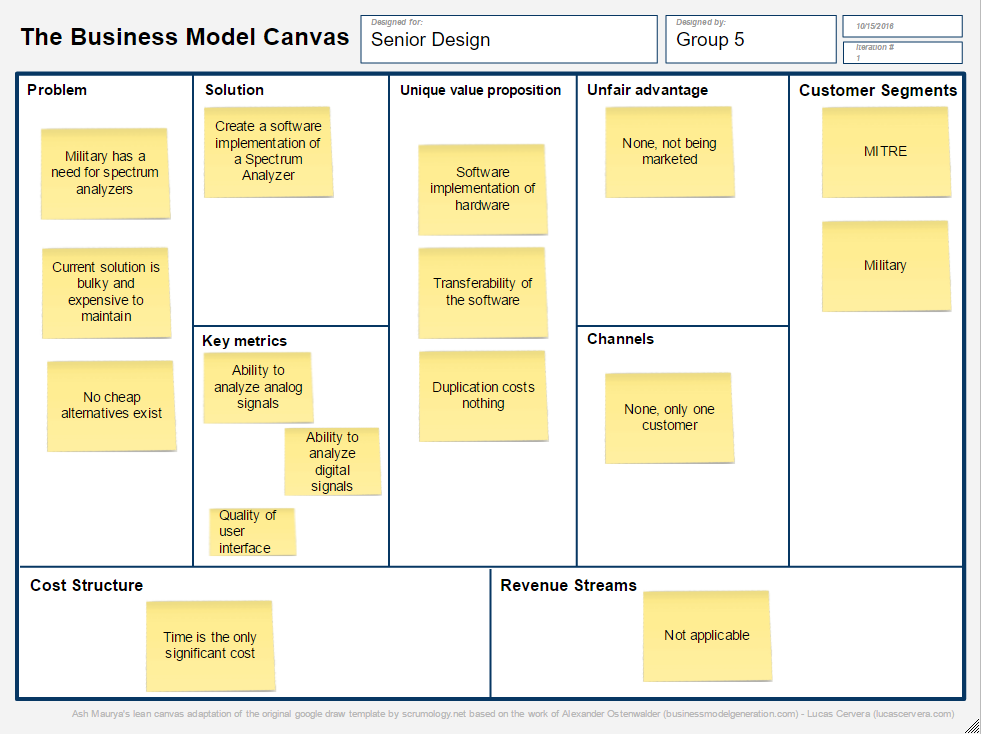 The Business Model Canvas
Designed for:
Senior Design
Designed by:
Group 5
10/15/2016
Iteration #
1
Problem
Military has a
need for spectrum
analyzers
Current solution is
bulky and
expensive to
maintain
No cheap
alternatives exist
Solution
Create a software
implementation of
a Spectrum
Analyzer
Key metrics
Ability to
analyze analog
signals
Ability to
analyze
digital
signals
Quality of
user
interface
Unique value proposition
Software
implementation of
hardware
Transferability of
the software
Duplication costs
nothing
Unfair advantage
None, not being
marketed
Channels
None, only one
customer
Customer Segments
MITRE
Military
Cost Structure
Time is the only
significant cost
Revenue Streams
Not applicable
Ash Maurya's lean canvas adaptation of the original google draw template by scrumology.net based on the work of Alexander Ostenwalder (businessmodelgeneration.com) - Lucas Cervera (lucascervera.com)